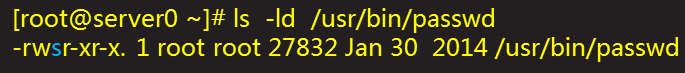 [root@server0 ~]# ls -ld /usr/bin/passwd
-rwsr-xr-x. 1 root root 27832 Jan 30 2014 /usr/bin/passwd